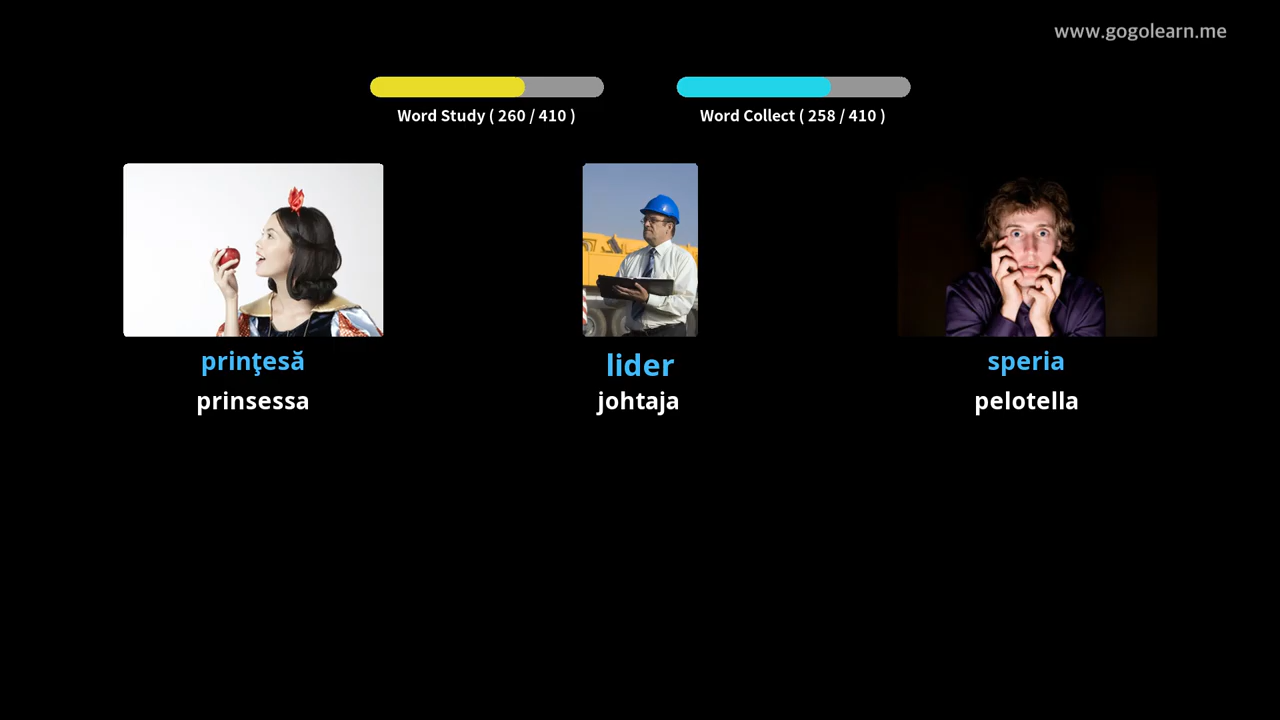 www.gogolearn.me
Word Study ( 260 / 410 )
Word Collect ( 258 / 410 )
prinţesă
lider
speria
prinsessa
johtaja
pelotella